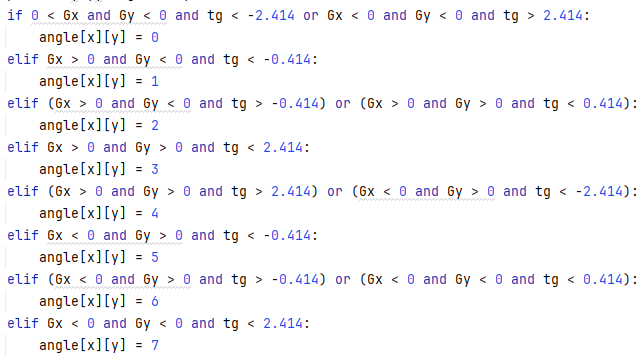 if 0 < Gx and Gy < 0 and tg < -2.414 or Gx < 0 and Gy < 0 and tg > 2.414:
    angle[x][y] = 0
elif Gx > 0 and Gy < 0 and tg < -0.414:
    angle[x][y] = 1
elif (Gx > 0 and Gy < 0 and tg > -0.414) or (Gx > 0 and Gy > 0 and tg < 0.414):
    angle[x][y] = 2
elif Gx > 0 and Gy > 0 and tg < 2.414:
    angle[x][y] = 3
elif (Gx > 0 and Gy > 0 and tg > 2.414) or (Gx < 0 and Gy > 0 and tg < -2.414):
    angle[x][y] = 4
elif Gx < 0 and Gy > 0 and tg < -0.414:
    angle[x][y] = 5
elif (Gx < 0 and Gy > 0 and tg > -0.414) or (Gx < 0 and Gy < 0 and tg < 0.414):
    angle[x][y] = 6
elif Gx < 0 and Gy < 0 and tg < 2.414:
    angle[x][y] = 7